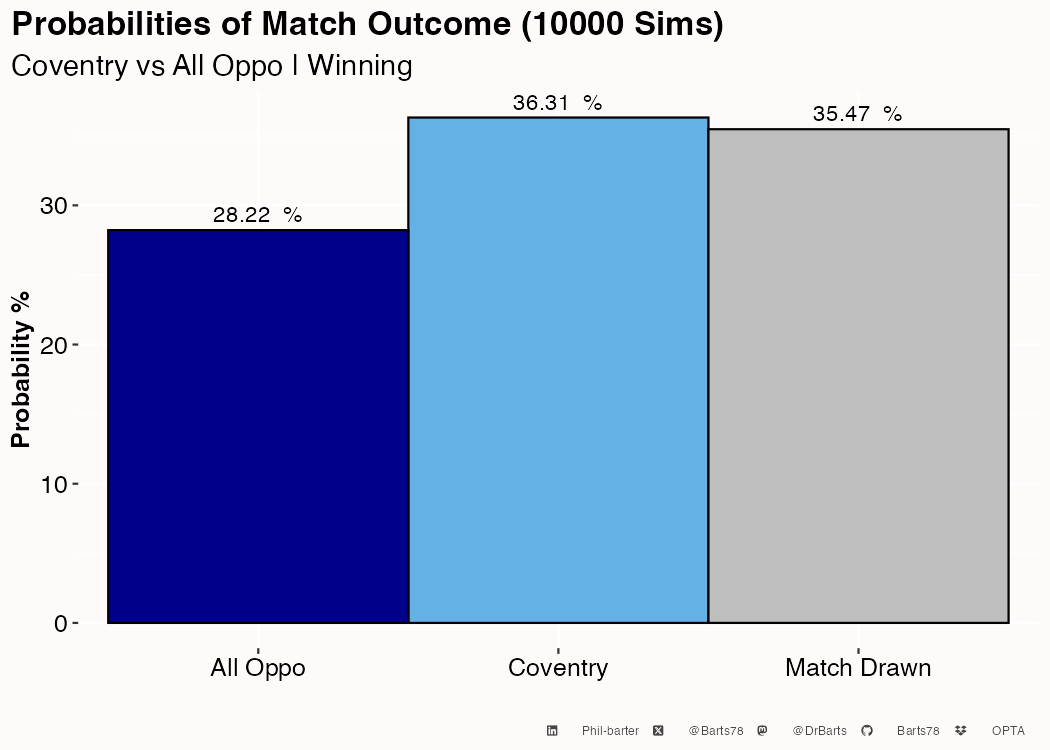 Probabilities of Match Outcome (10000 Sims)
Coventry vs All Oppo | Winning
36.31 %
35.47 %
28.22 %
30
20
10
0
Probability %
All Oppo Coventry Match Drawn
Phil-barter @Barts78 @DrBarts Barts78 OPTA